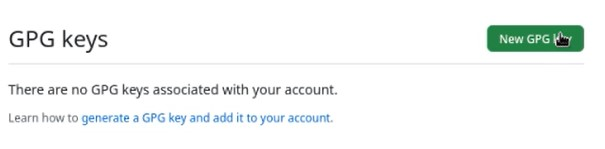 GPG keys
New GPG
There are no GPG keys associated with your account.
Learn how to generate a GPG key and add it to your account.